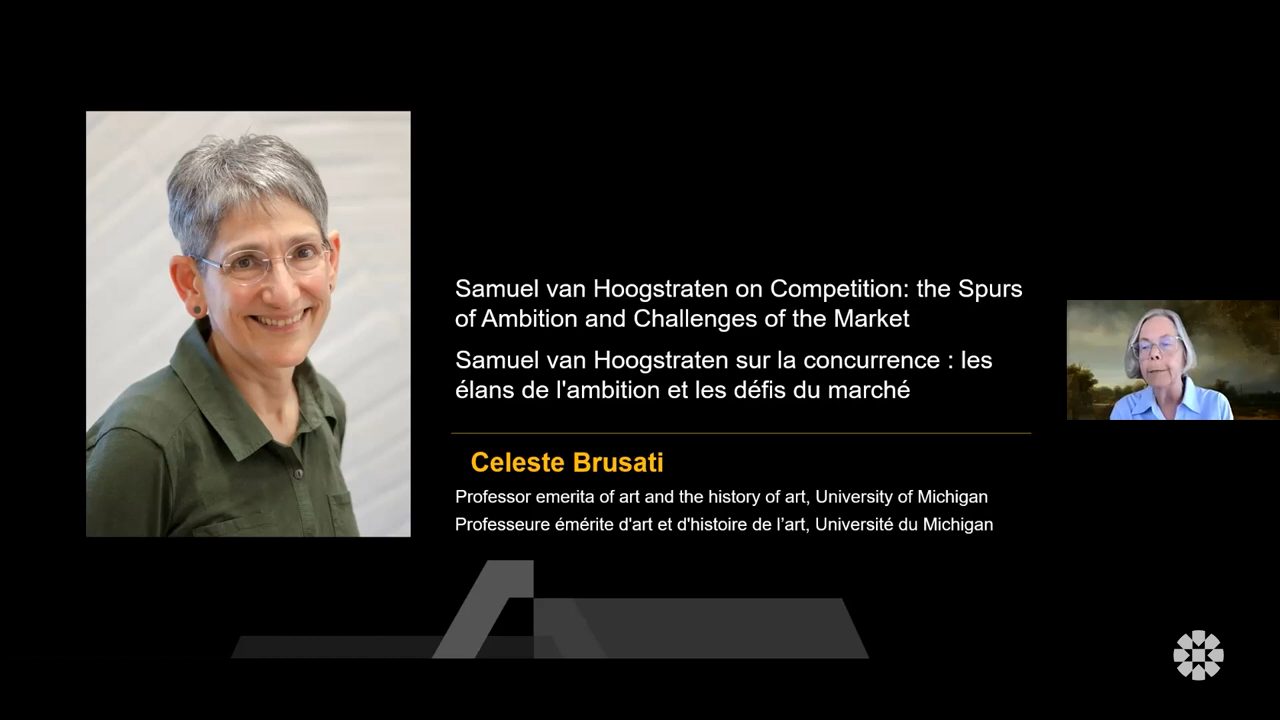 Samuel van Hoogstraten on Competition: the Spurs
of Ambition and Challenges of the Market
Samuel van Hoogstraten sur la concurrence : les
élans de l'ambition et les défis du marché
Celeste Brusati
Professor emerita of art and the history of art, University of Michigan
Professeure émérite d'art et d'histoire de l’art, Université du Michigan